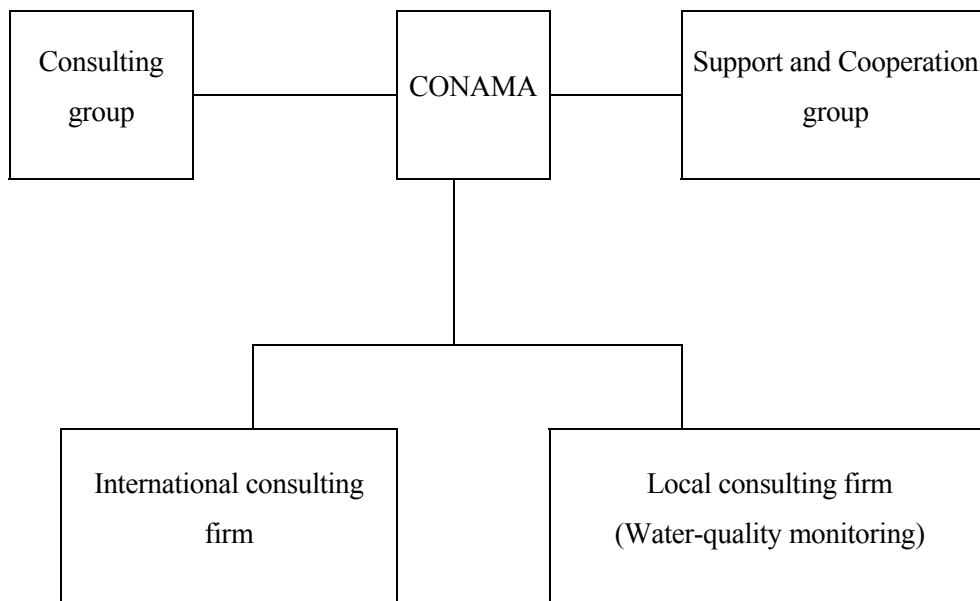 Consulting
group
CONAMA
Support and Cooperation
group
International consulting
firm
Local consulting firm
(Water-quality monitoring)